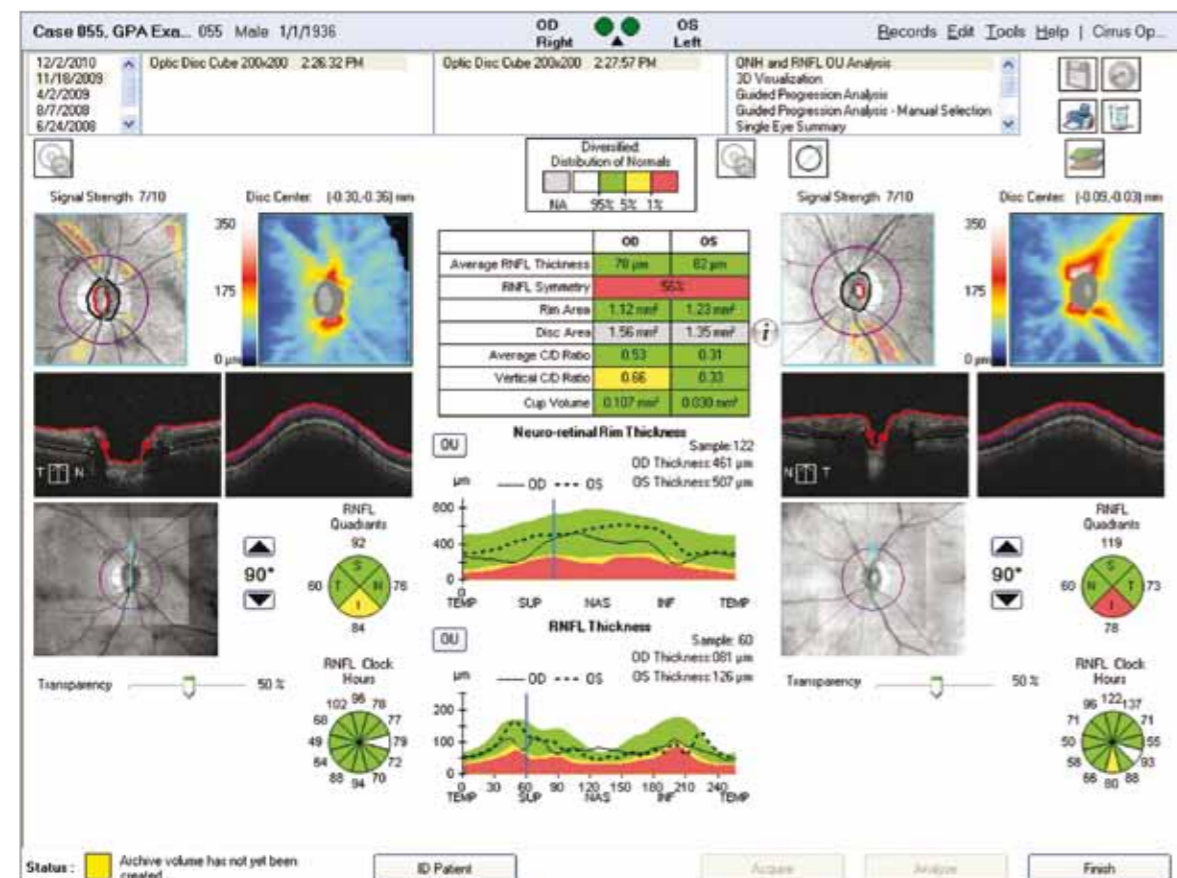 Case 055, GPA Exa... 055 Male 1/1/1936
OD
Right
OS
Left
Records Edit Tools Help | Cirrus Op...
12/2/2010
11/18/2009
4/2/2009
8/7/2008
6/24/2008
Optic Disc Cube 200x200 2:26:32 PM
Optic Disc Cube 200x200 2:27:57 PM
ONH and RNFL OU Analysis
3D Visualization
Guided Progression Analysis
Guided Progression Analysis - Manual Selection
Single Eye Summary
Diversified:
Distribution of Normals
NA 95% 5% 1%
Signal Strength 7/10
Disc Center: (-0.30,-0.36) mm
350
175
0 µm
OD OS
Average RNFL Thickness 78 µm 82 µm
RNFL Symmetry 56%
Rim Area 1.12 mm² 1.23 mm²
Disc Area 1.56 mm² 1.35 mm²
Average C/D Ratio 0.53 0.31
Vertical C/D Ratio 0.66 0.33
Cup Volume 0.107 mm³ 0.030 mm³
i
Signal Strength 7/10
Disc Center: (-0.09,-0.03) mm
350
175
0 µm
T N
N T
OU
Neuro-retinal Rim Thickness
Sample:122
OD Thickness:461 µm
OS Thickness:507 µm
µm
OD OS
800
400
0
TEMP SUP NAS INF TEMP
RNFL
Quadrants
92
60 T S N I 76
84
90°
RNFL
Quadrants
119
60 N S T I 73
78
90°
OU
RNFL Thickness
Sample: 60
OD Thickness:081 µm
OS Thickness:126 µm
µm
OD OS
200
100
0
0 30 60 90 120 150 180 210 240
TEMP SUP NAS INF TEMP
Transparency 50 %
RNFL Clock
Hours
102 96 78
68 77
49 79
64 72
88 94 70
Transparency 50 %
RNFL Clock
Hours
96 122 137
71 71
50 55
58 93
66 80 88
Status :
Archive volume has not yet been
created
ID Patient
Acquire
Analyze
Finish